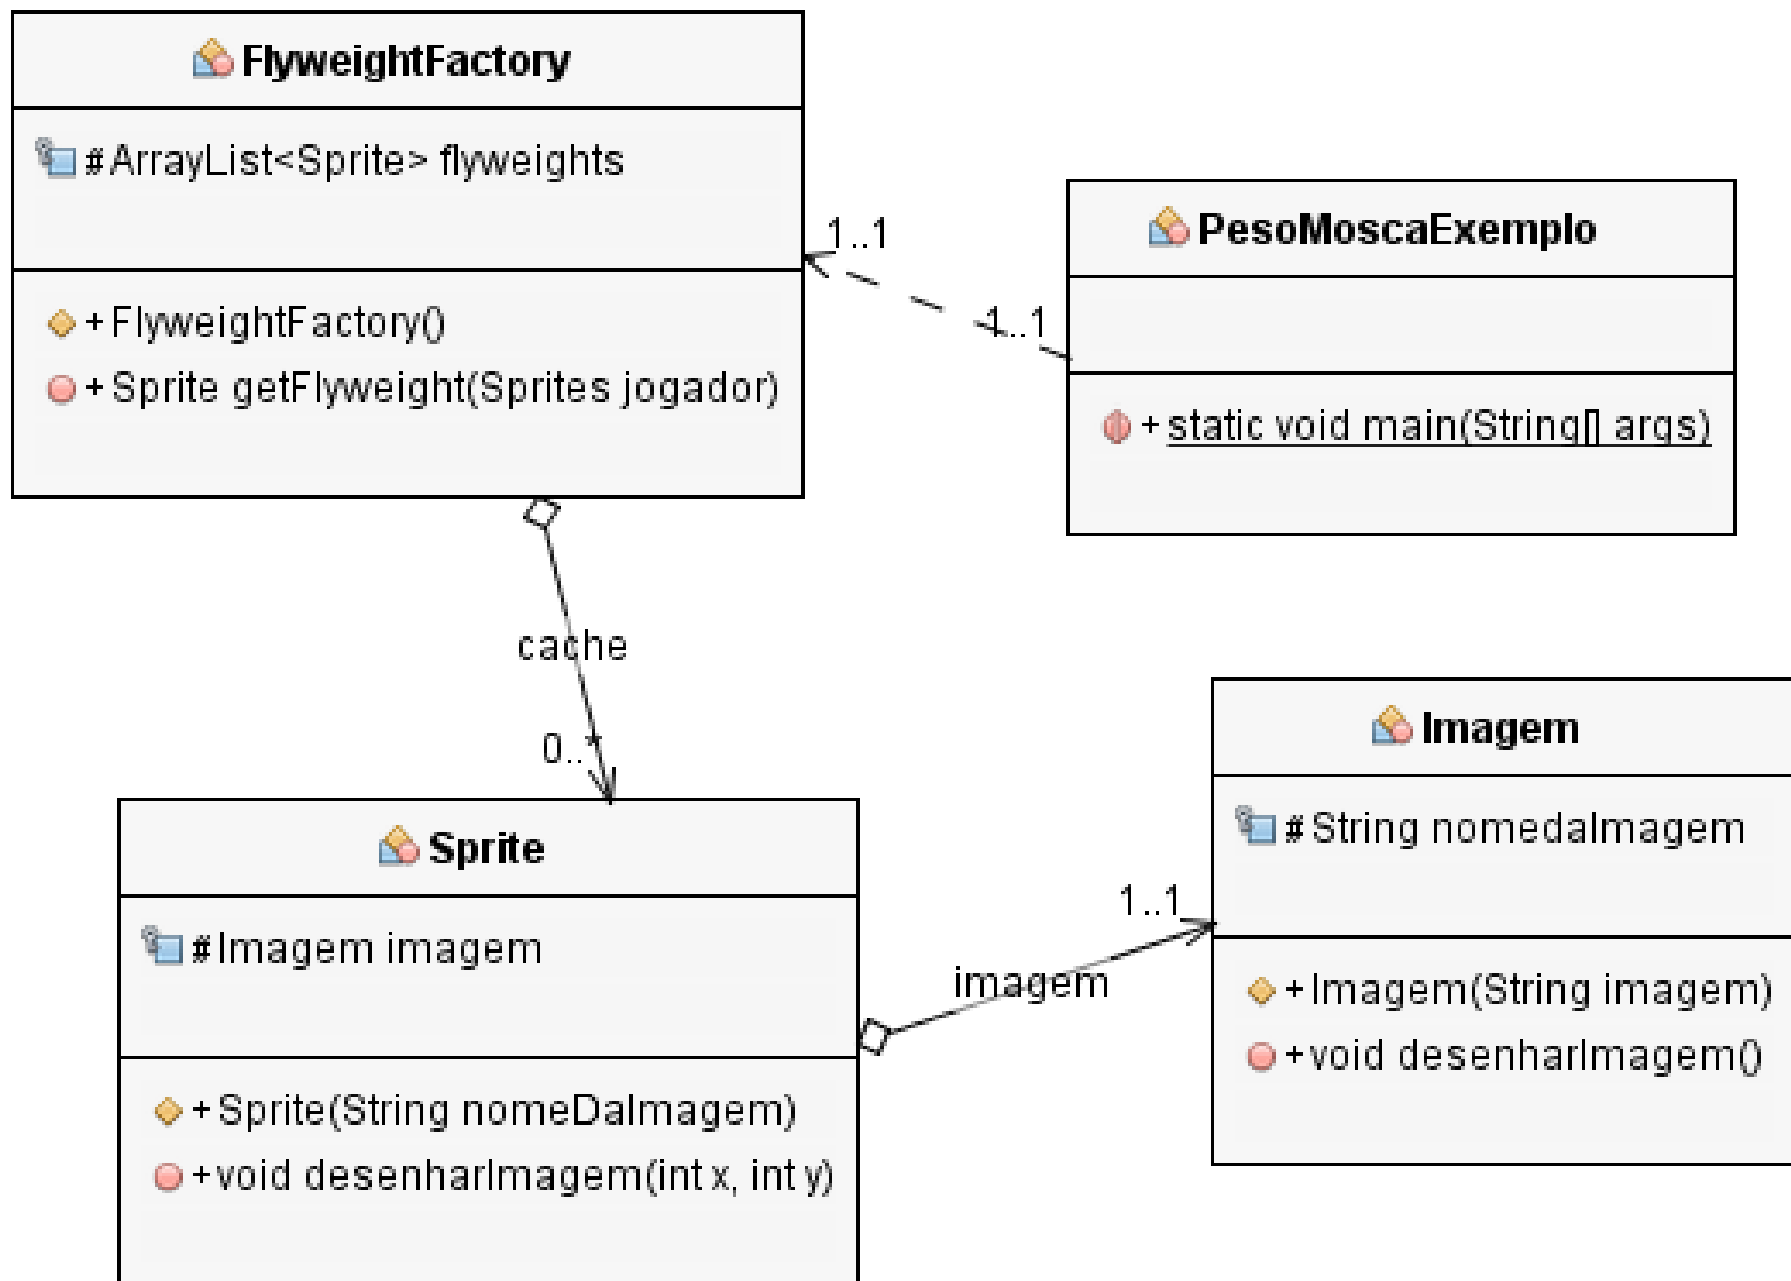 FlyweightFactory
#ArrayList<Sprite> flyweights
+FlyweightFactory()
+Sprite getFlyweight(Sprites jogador)
1..1
1..1
PesoMoscaExemplo
+static void main(String[] args)
cache
0..*
Sprite
#Imagem imagem
+Sprite(String nomeDaImagem)
+void desenharImagem(int x, int y)
imagem
1..1
Imagem
#String nomedaImagem
+Imagem(String imagem)
+void desenharImagem()